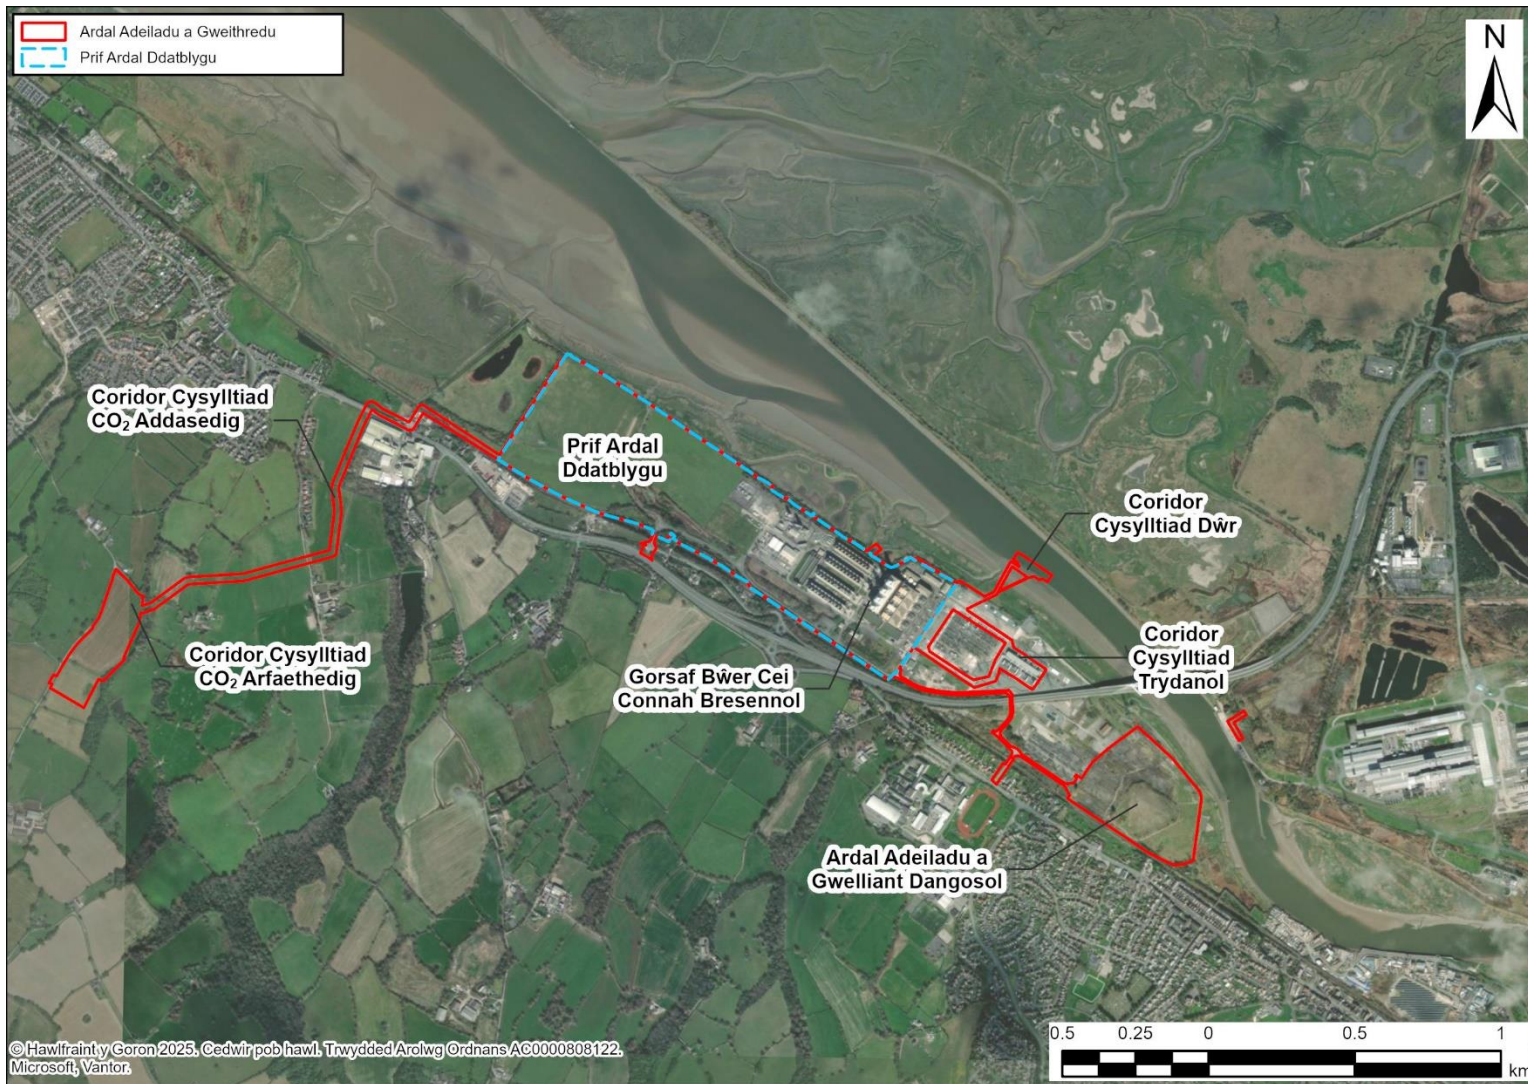 Ardal Adeiladu a Gweithredu
Prif Ardal Ddatblygu
N
Coridor Cysylltiad
CO₂ Addasedig
Prif Ardal
Ddatblygu
Coridor
Cysylltiad Dŵr
Coridor Cysylltiad
CO₂ Arfaethedig
Gorsaf Bŵer Cei
Connah Bresennol
Coridor
Cysylltiad
Trydanol
Ardal Adeiladu a
Gwelliant Dangosol
0.5 0.25 0 0.5 1
km
© Hawlfraint y Goron 2025. Cedwir pob hawl. Trwydded Arolwg Ordnans AC0000808122.
Microsoft, Vantor.